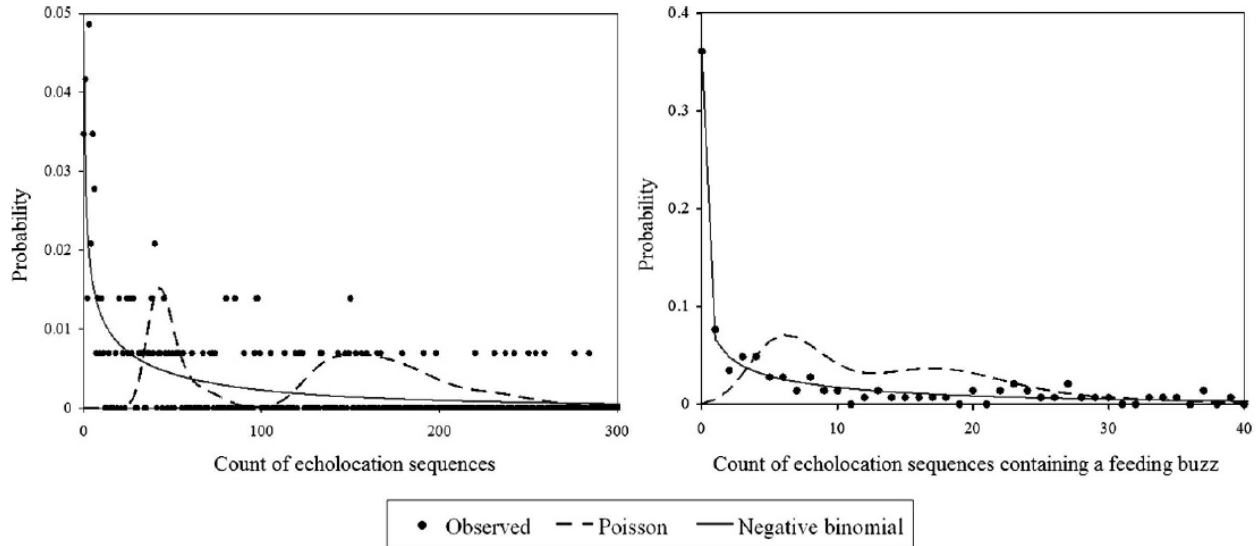 0.05
0.04
0.03
0.02
0.01
0
Probability
0
100
200
300
Count of echolocation sequences
0.4
0.3
0.2
0.1
0
Probability
0
10
20
30
40
Count of echolocation sequences containing a feeding buzz
Observed
Poisson
Negative binomial